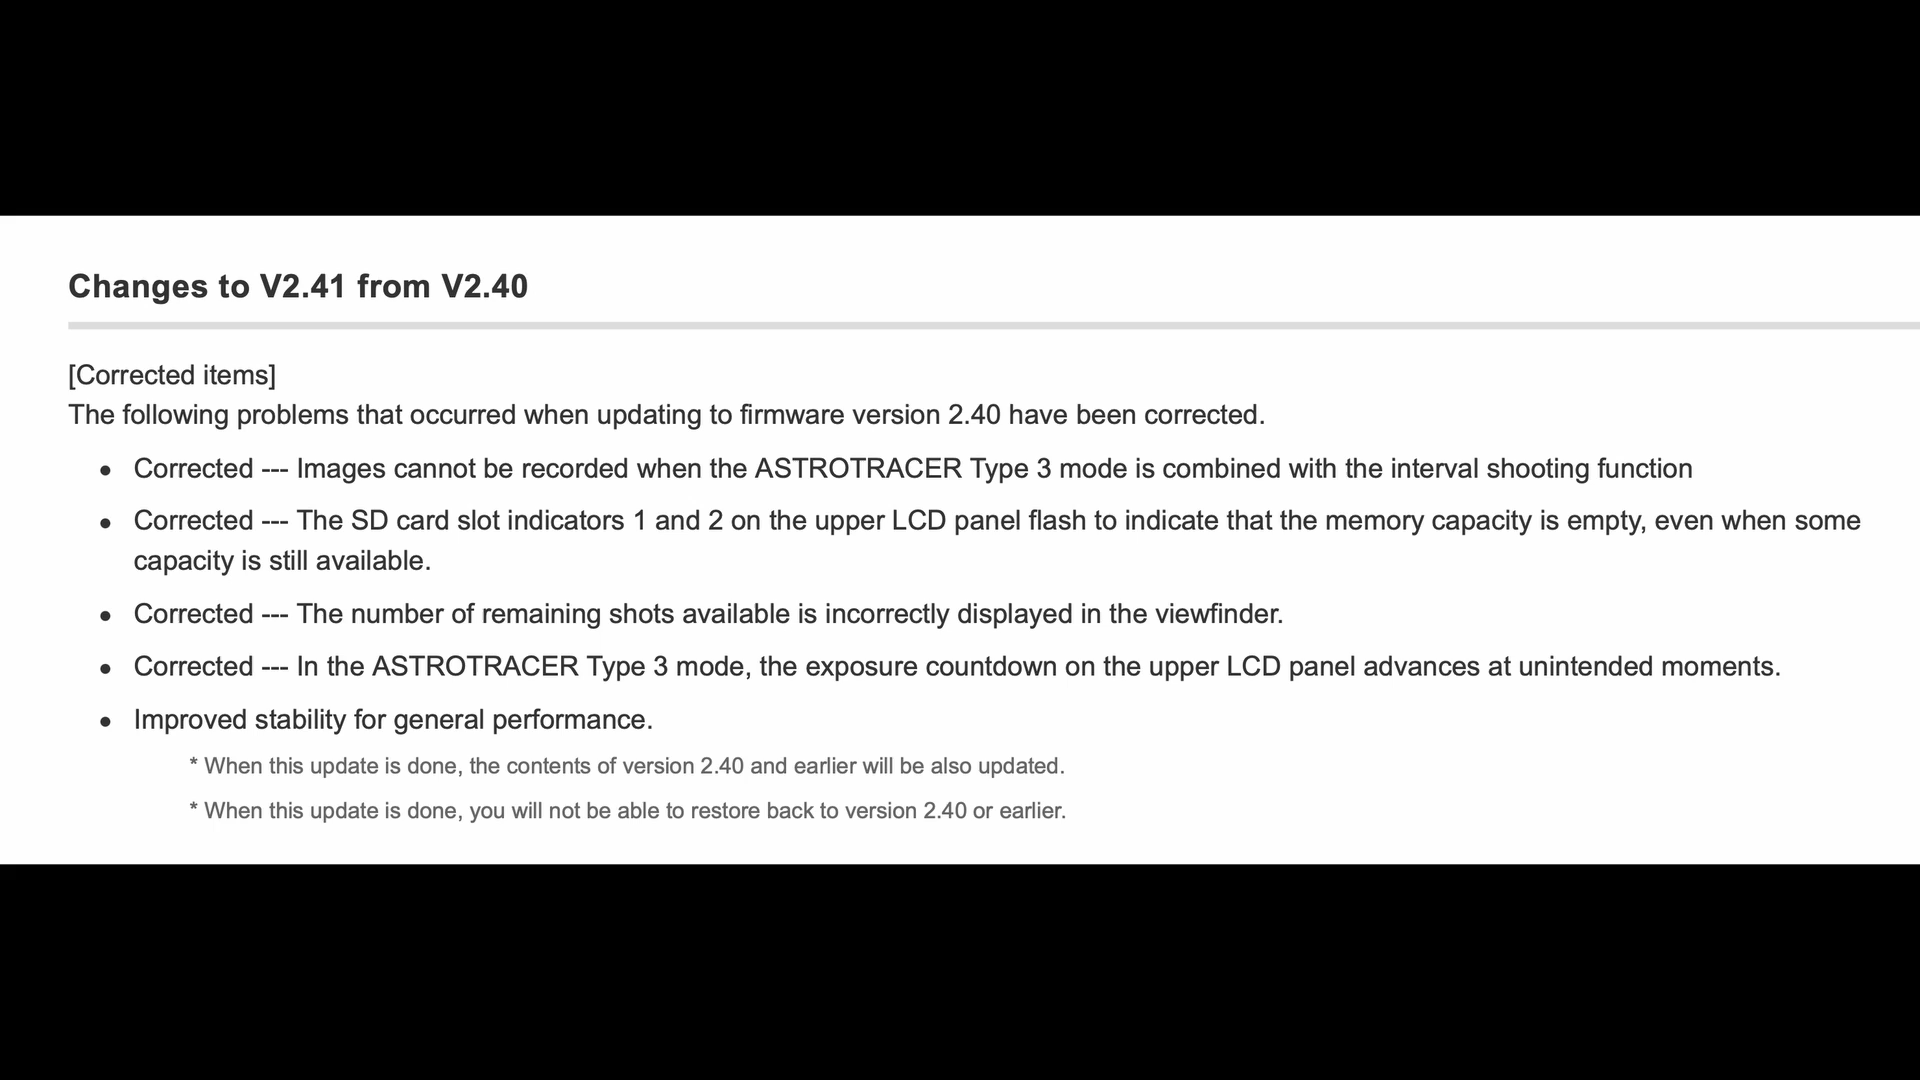 Changes to V2.41 from V2.40
[Corrected items]
The following problems that occurred when updating to firmware version 2.40 have been corrected.
• Corrected --- Images cannot be recorded when the ASTROTRACER Type 3 mode is combined with the interval shooting function
• Corrected --- The SD card slot indicators 1 and 2 on the upper LCD panel flash to indicate that the memory capacity is empty, even when some
capacity is still available.
• Corrected --- The number of remaining shots available is incorrectly displayed in the viewfinder.
• Corrected --- In the ASTROTRACER Type 3 mode, the exposure countdown on the upper LCD panel advances at unintended moments.
• Improved stability for general performance.
* When this update is done, the contents of version 2.40 and earlier will be also updated.
* When this update is done, you will not be able to restore back to version 2.40 or earlier.